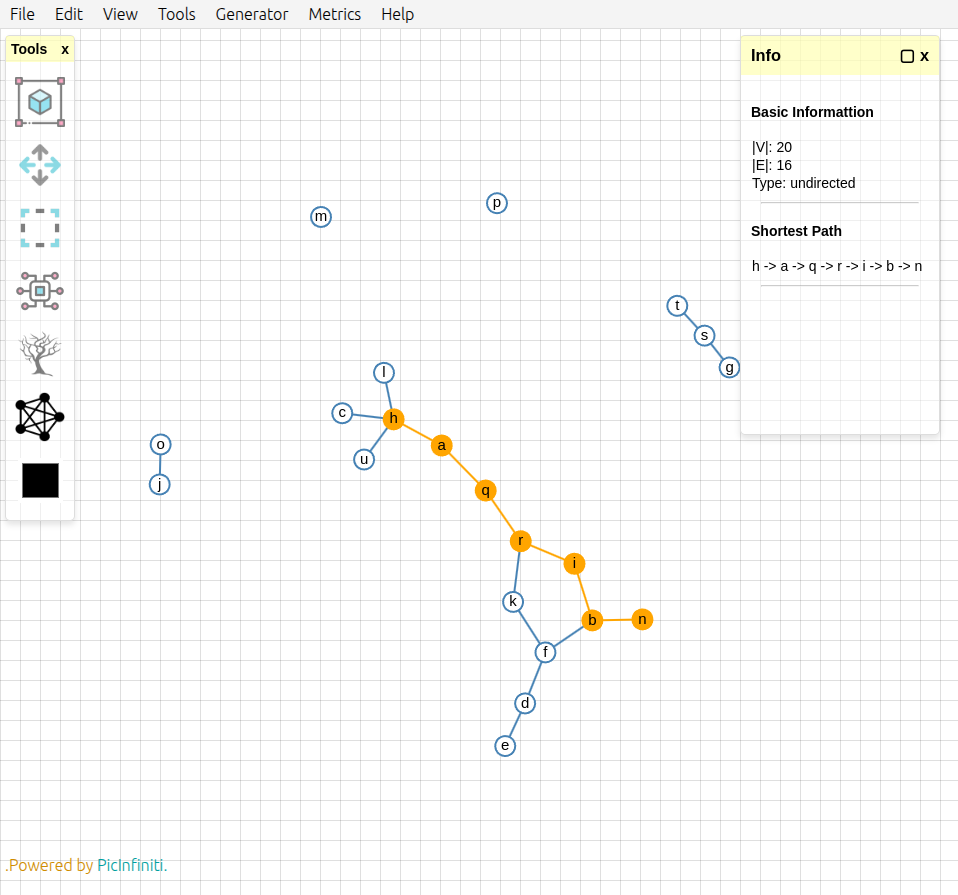 File Edit View Tools Generator Metrics Help
Tools x
Info x
Basic Informattion
|V|: 20
|E|: 16
Type: undirected
Shortest Path
h -> a -> q -> r -> i -> b -> n
m
p
t
s
g
l
c
h
u
a
o
j
q
r
i
k
b
n
f
d
e
.Powered by PicInfiniti.